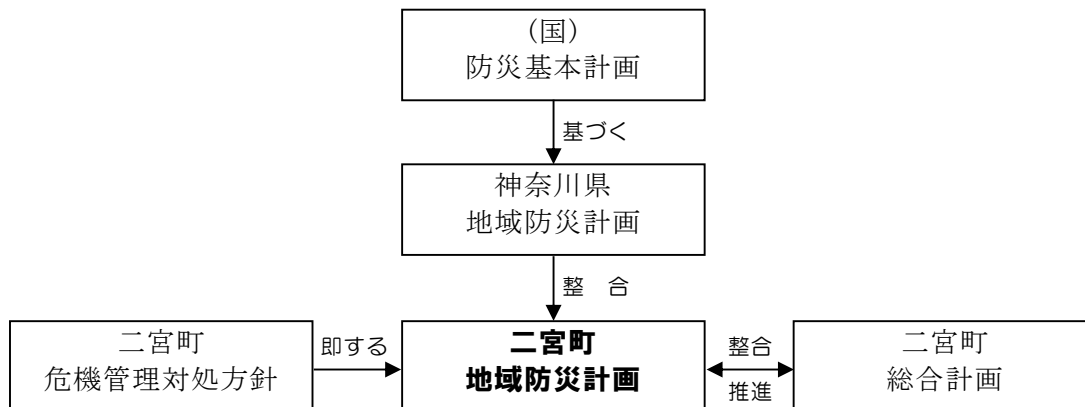 （国）
防災基本計画
基づく
神奈川県
地域防災計画
整　合
二宮町
危機管理対処方針
即する
二宮町
地域防災計画
整合
推進
二宮町
総合計画